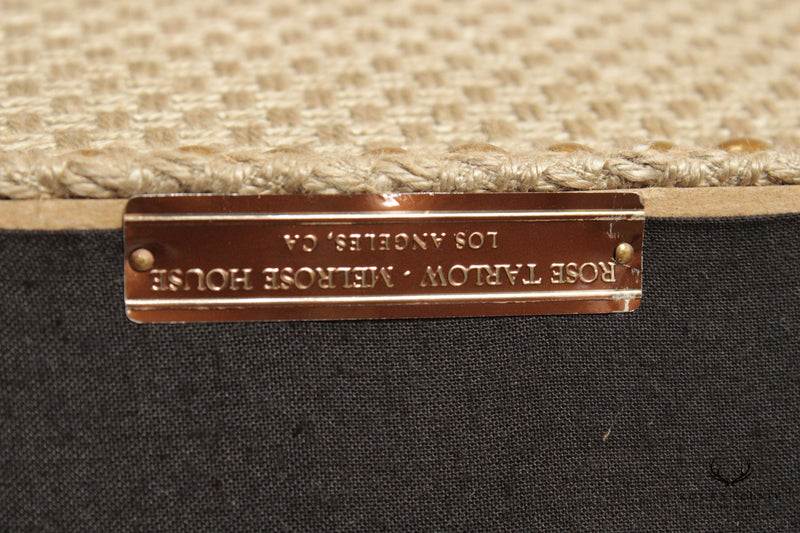 ROSE TARLOW . MELROSE HOUSE
LOS ANGELES, CA